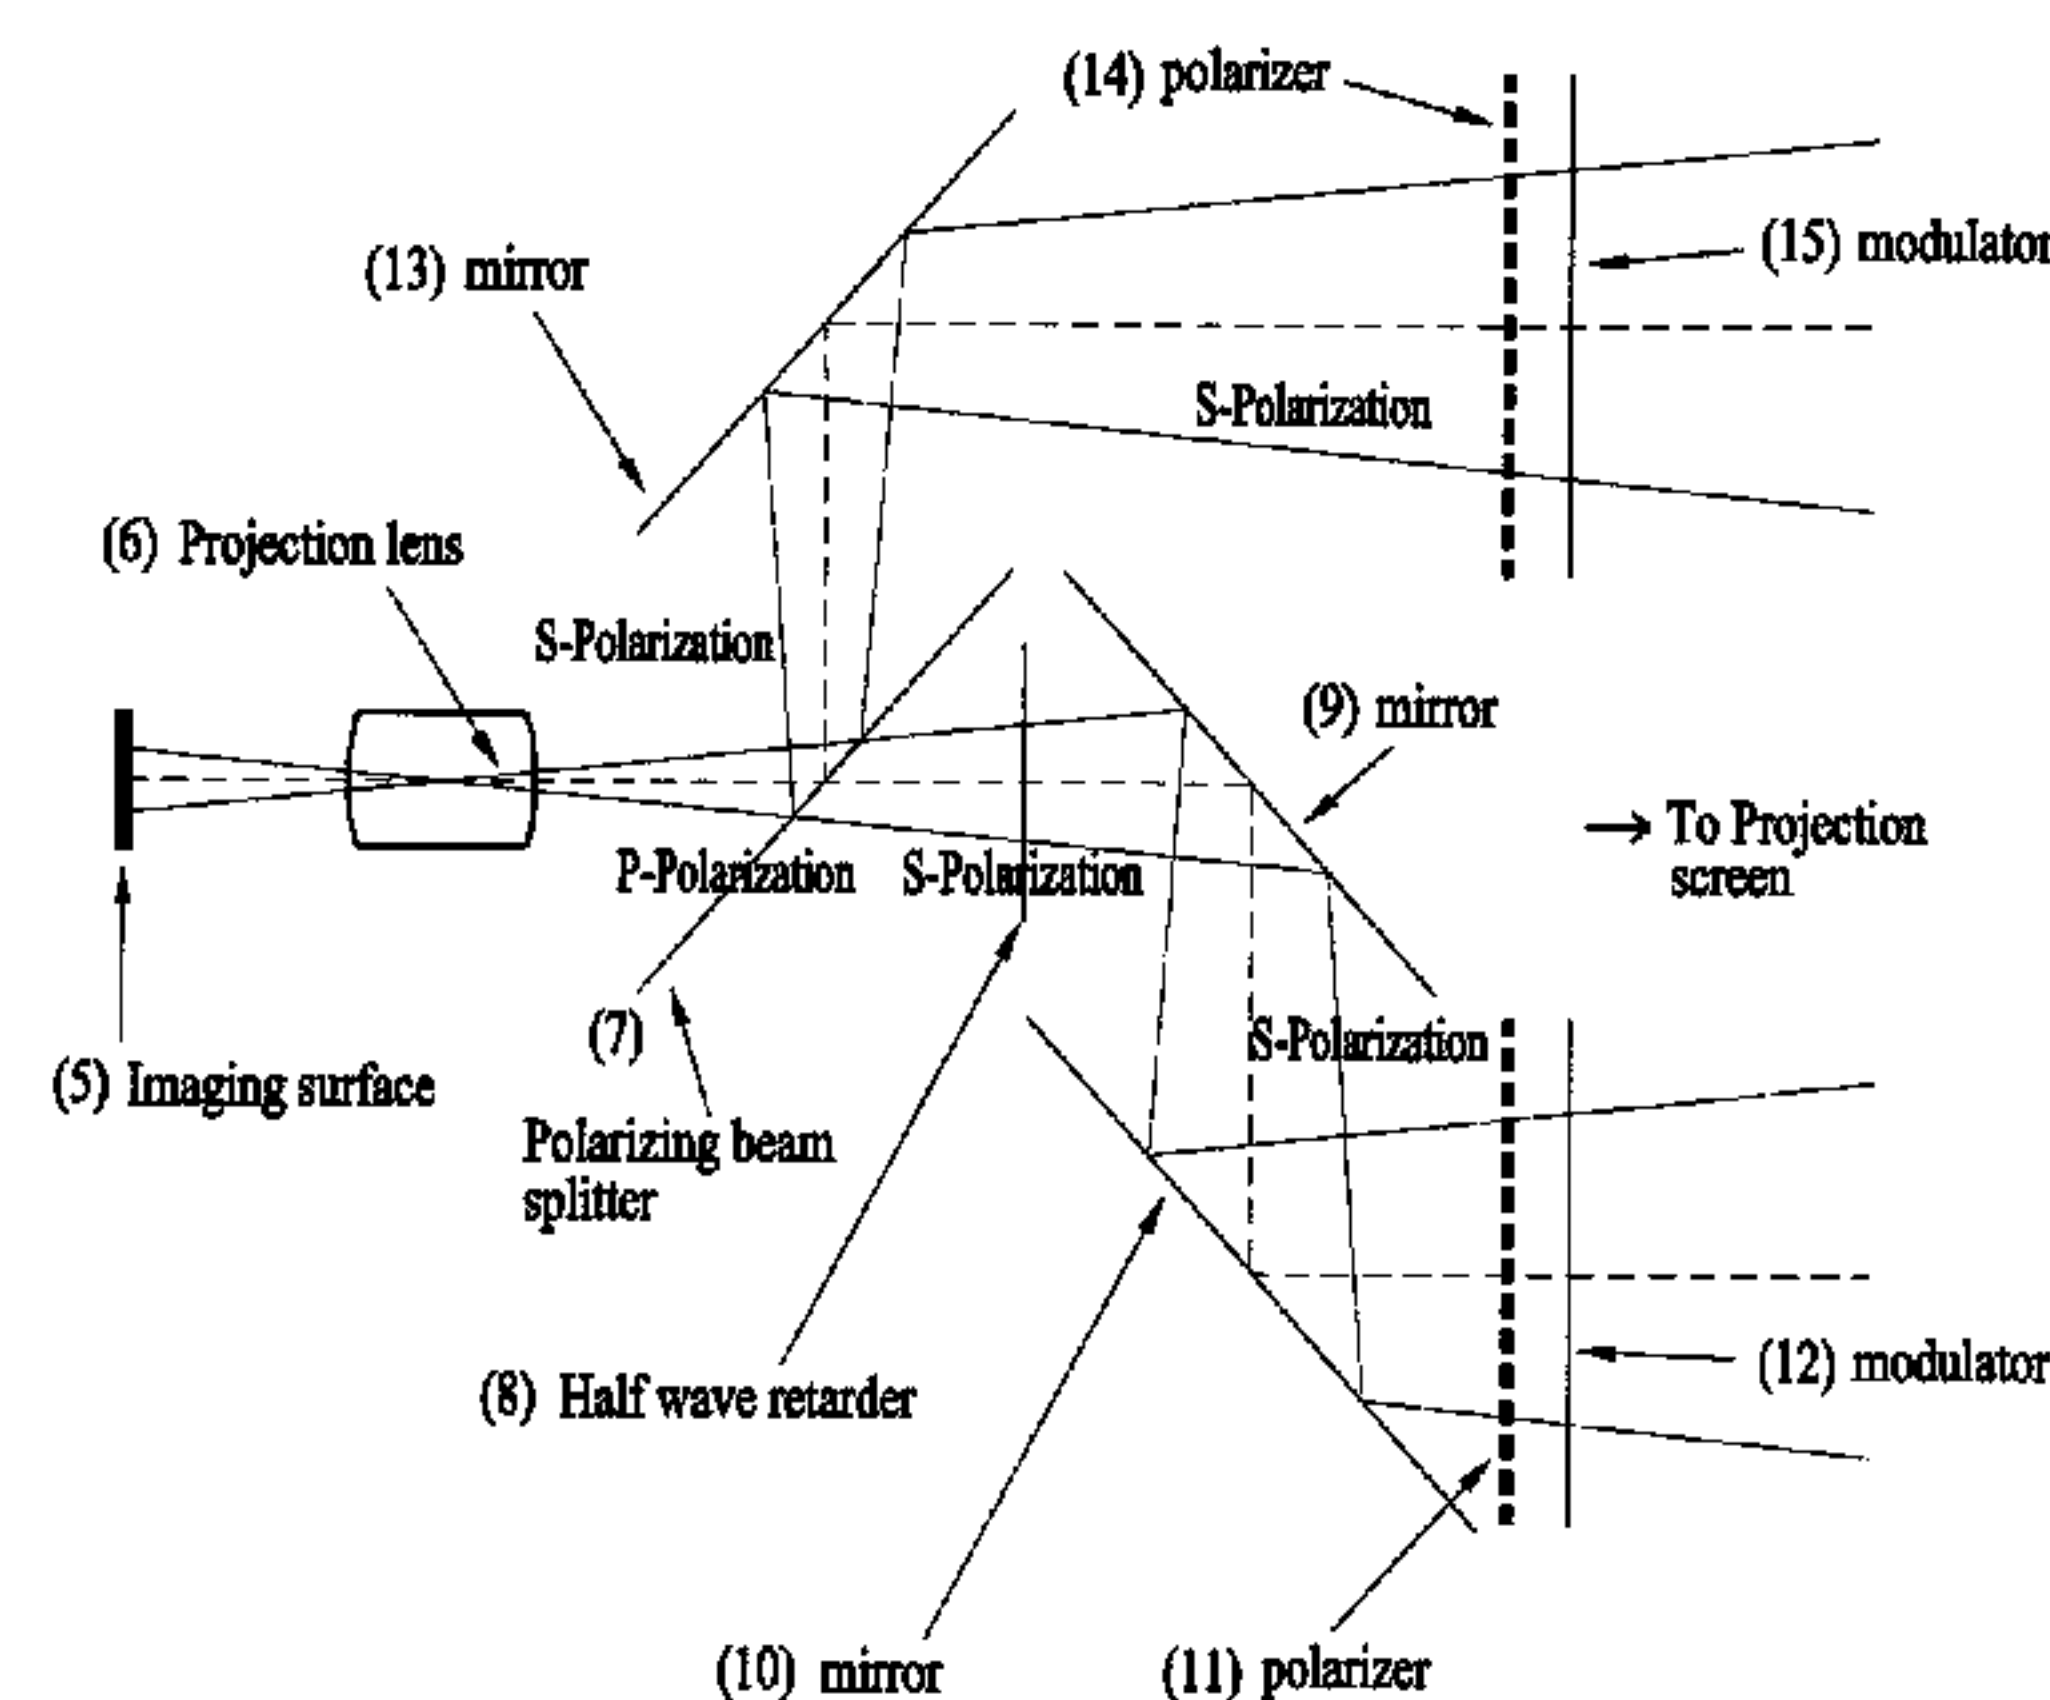 (14) polarizer
(15) modulator
(13) mirror
S-Polarization
(6) Projection lens
S-Polarization
(9) mirror
To Projection
screen
P-Polarization
S-Polarization
(7)
S-Polarization
(5) Imaging surface
Polarizing beam
splitter
(12) modulator
(8) Half wave retarder
(10) mirror
(11) polarizer